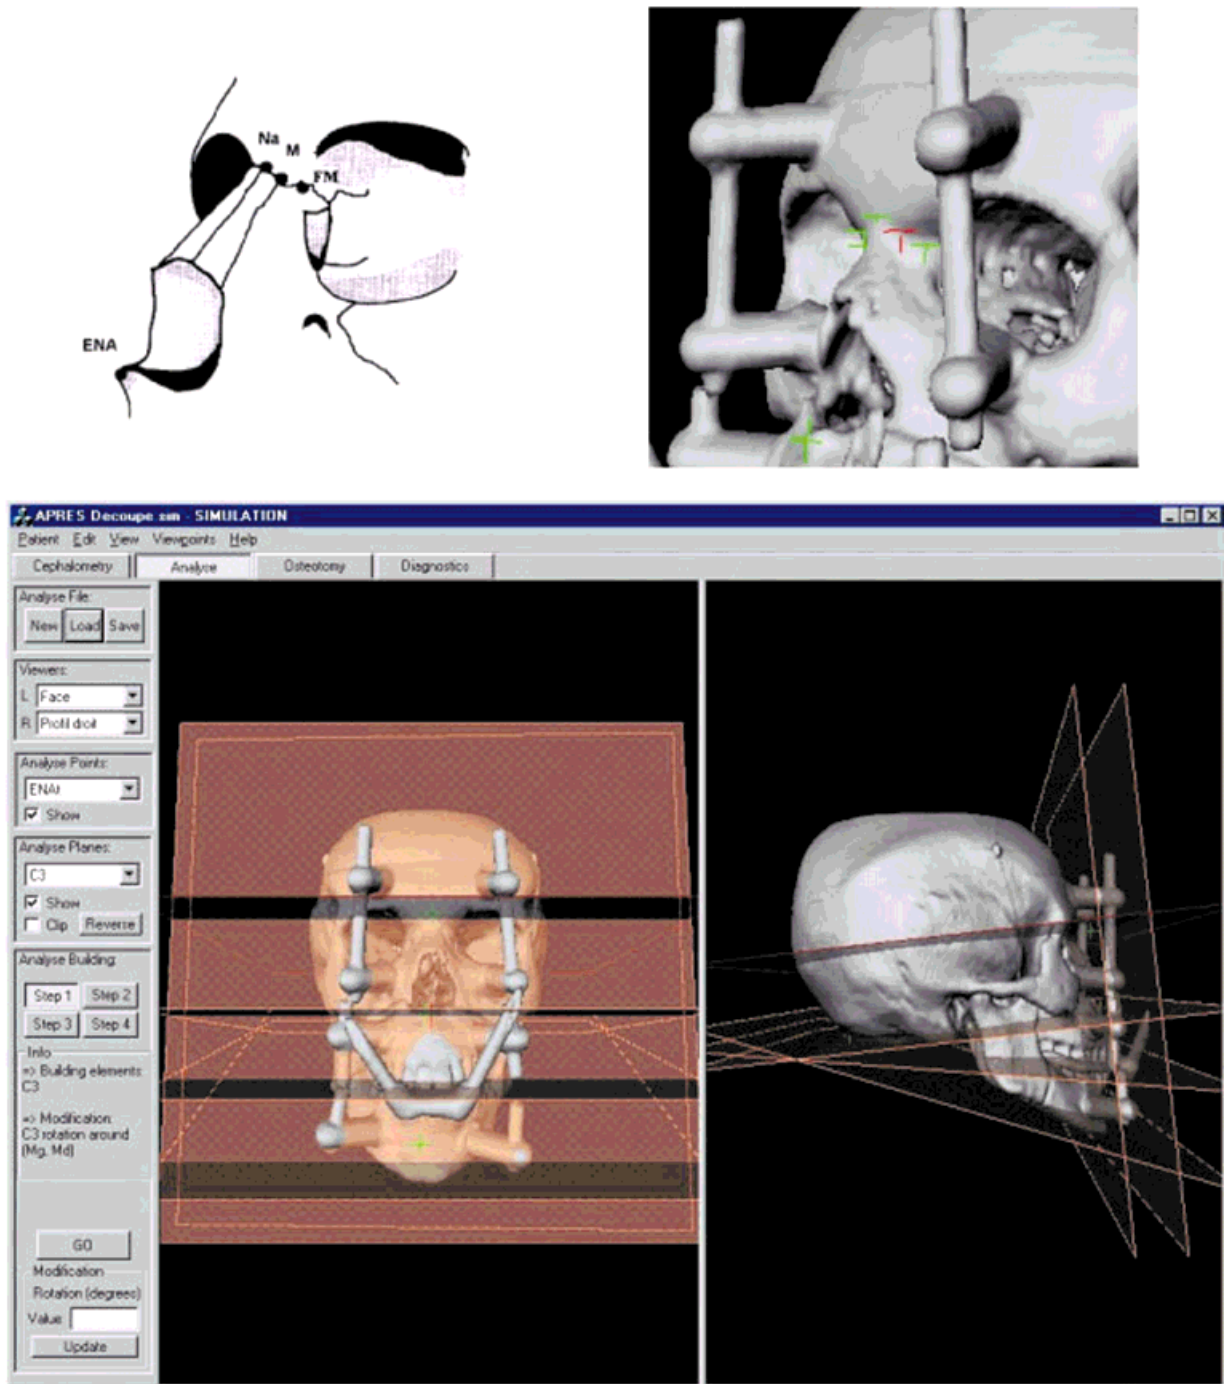 Na
M
FM
ENA
APRES Decoupe sim - SIMULATION
Patient Edit View Viewpoints Help
Cephalometry Analyse Osteotomy Diagnostics
Analyse File:
New Load Save
Viewers:
L Face
R Profil droit
Analyse Points:
Show
Analyse Planes:
C3
Show
Clip Reverse
Analyse Building:
Step 1 Step 2
Step 3 Step 4
Info
=> Building elements:
C3
=> Modification:
C3 rotation around
(Mg, Md)
GO
Modification
Rotation (degrees)
Value:
Update